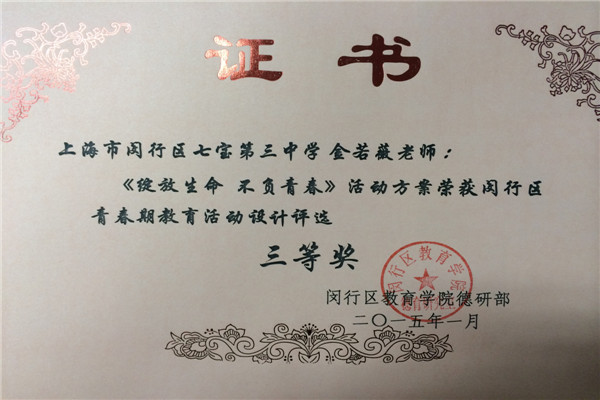 证书
上海市闵行区七宝第三中学金若薇老师：
《绽放生命 不负青春》活动方案荣获闵行区
青春期教育活动设计评选
三等奖
闵行区教育学院
闵行区教育学院德研部
二〇一五年一月